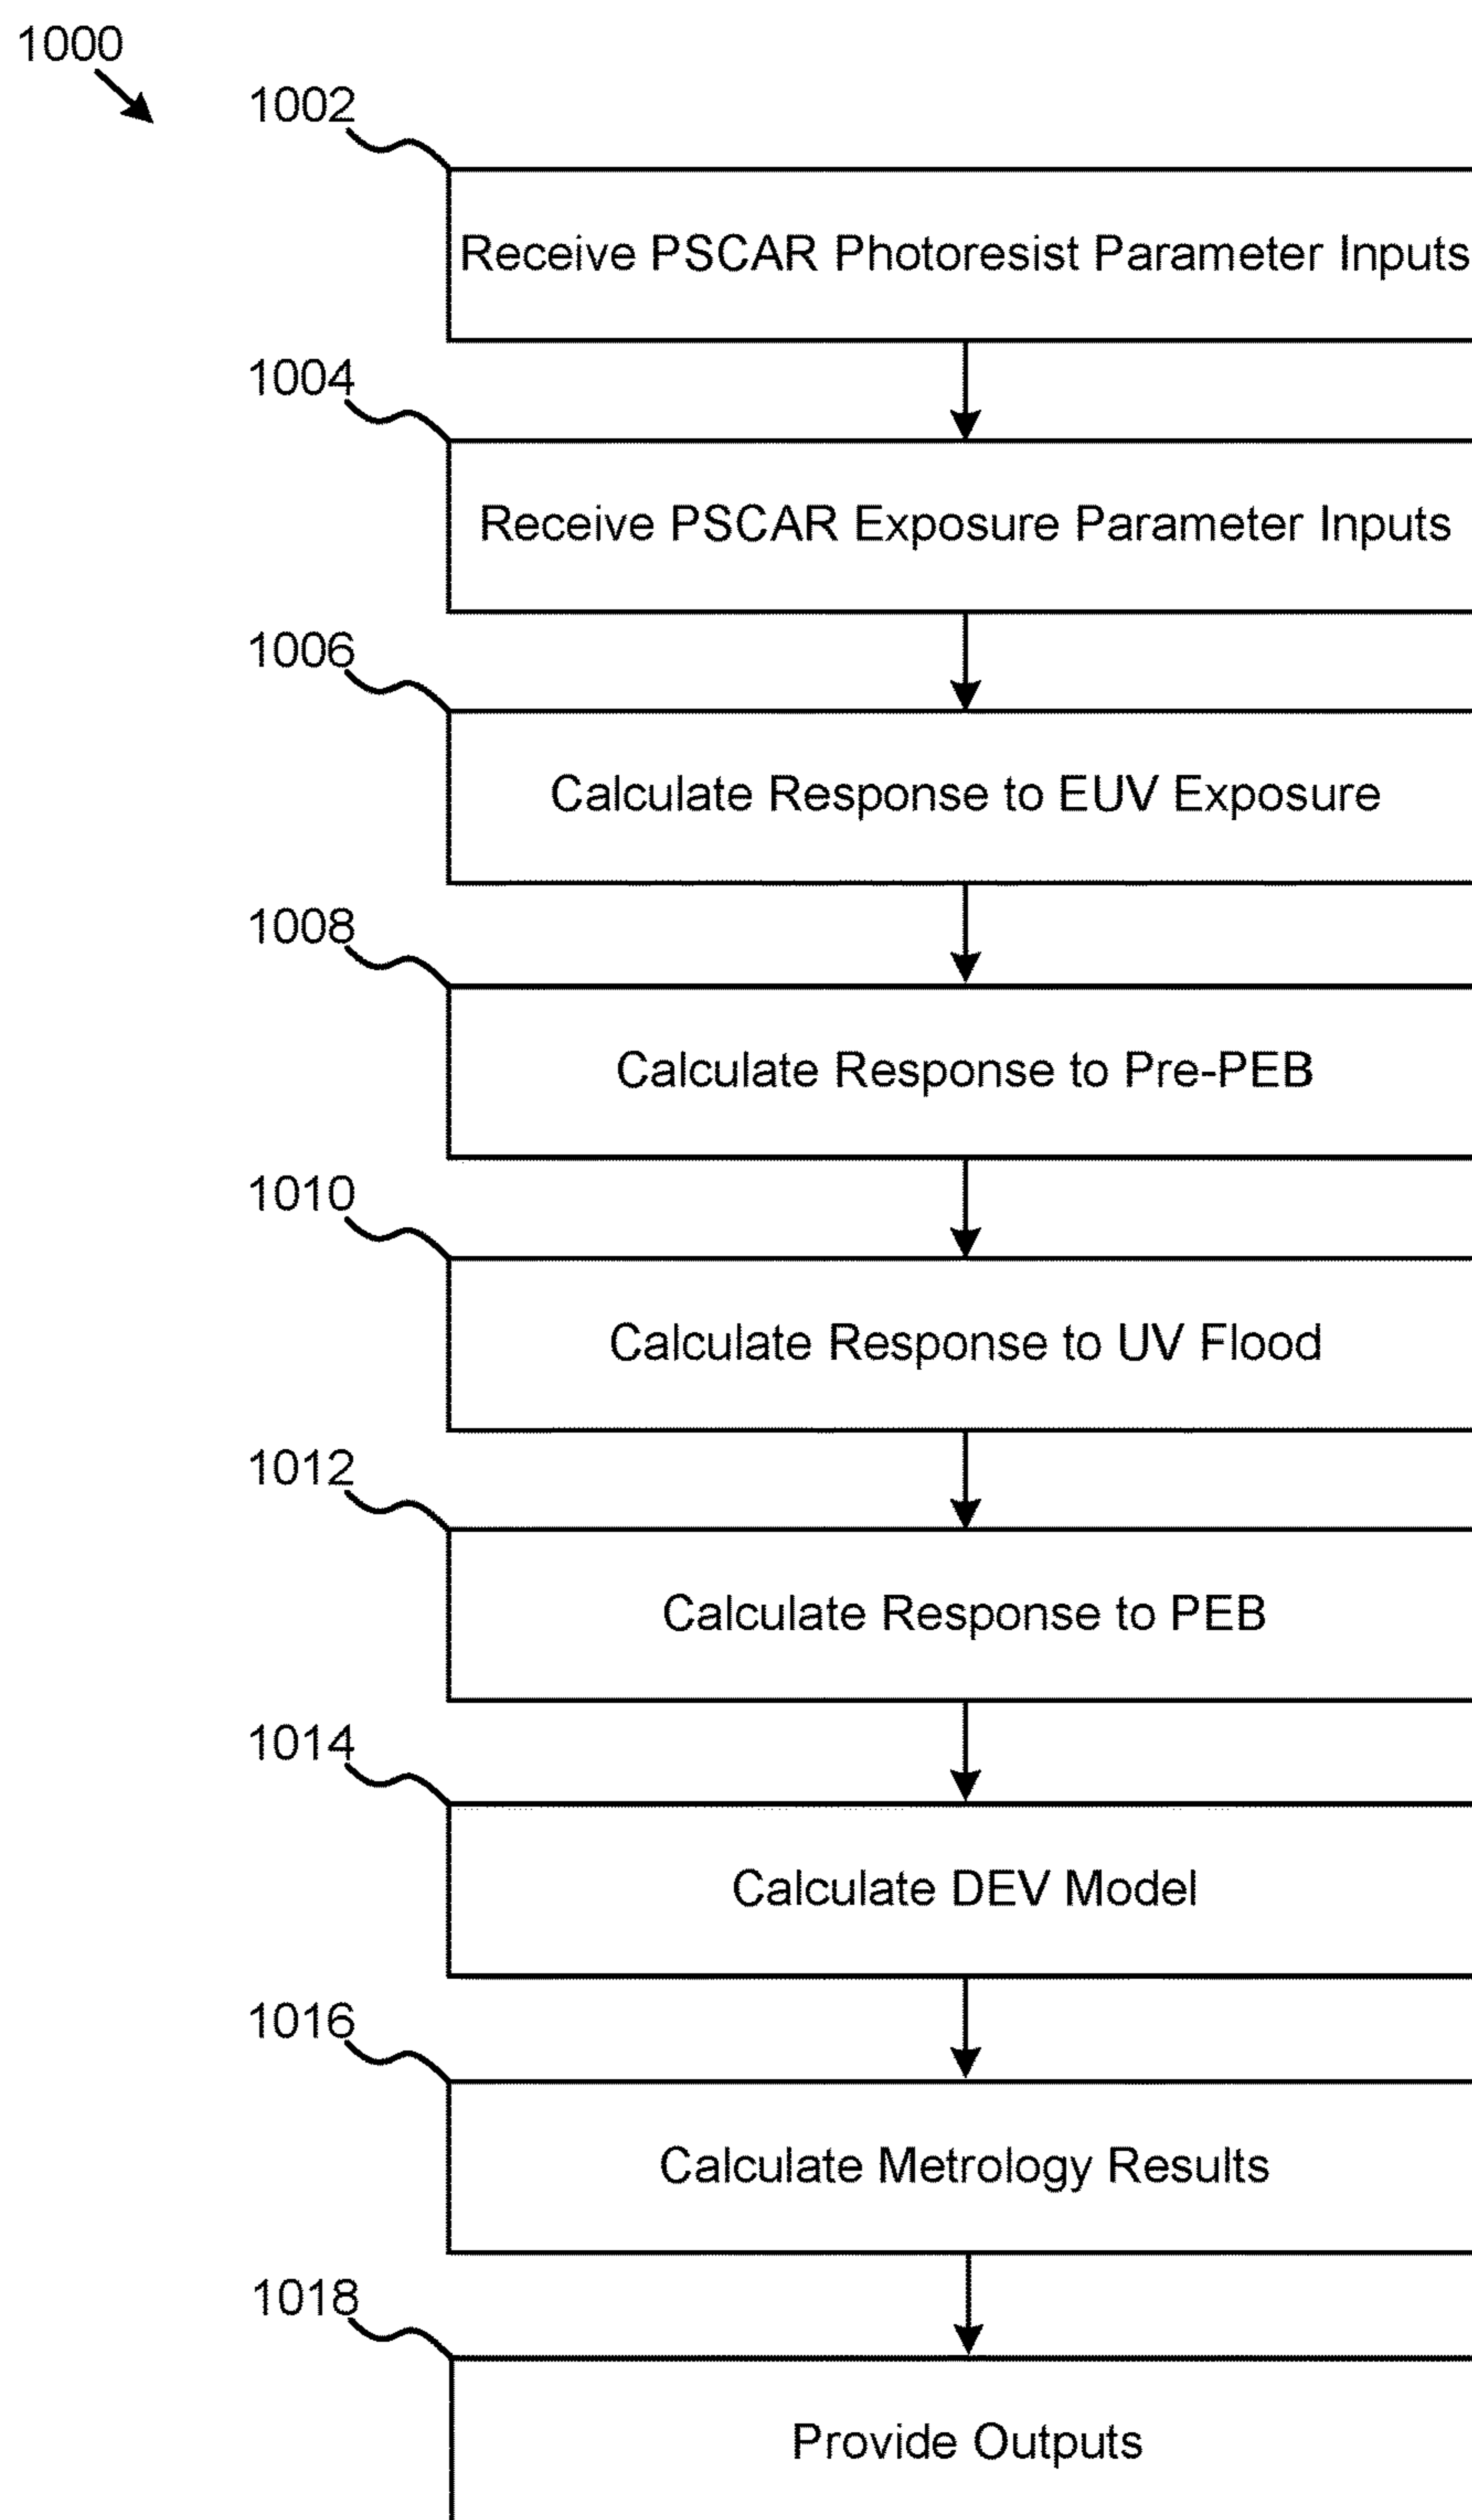 1000
1002
Receive PSCAR Photoresist Parameter Inputs
1004
Receive PSCAR Exposure Parameter Inputs
1006
Calculate Response to EUV Exposure
1008
Calculate Response to Pre-PEB
1010
Calculate Response to UV Flood
1012
Calculate Response to PEB
1014
Calculate DEV Model
1016
Calculate Metrology Results
1018
Provide Outputs